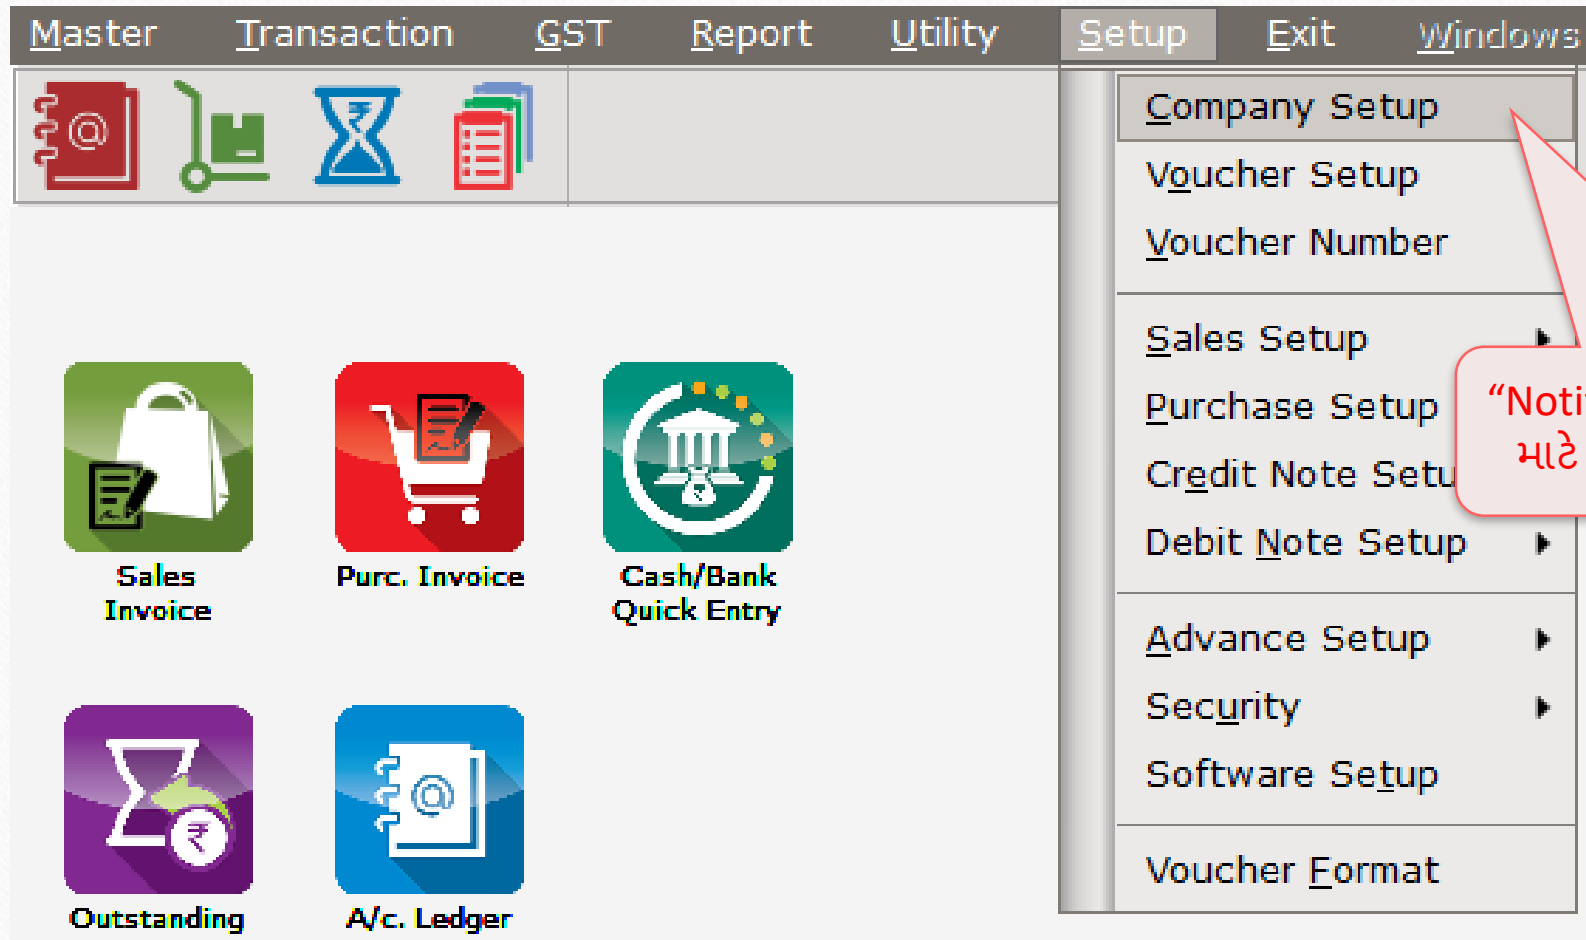 Master Transaction GST Report Utility Setup Exit Windows
Company Setup
Voucher Setup
Voucher Number
Sales Setup
Purchase Setup
Credit Note
Debit Note Setup
Advance Setup
Security
Software Setup
Voucher Format
માટે
Sales
Invoice
Purc. Invoice
Cash/Bank
Quick Entry
Outstanding
A/c. Ledger